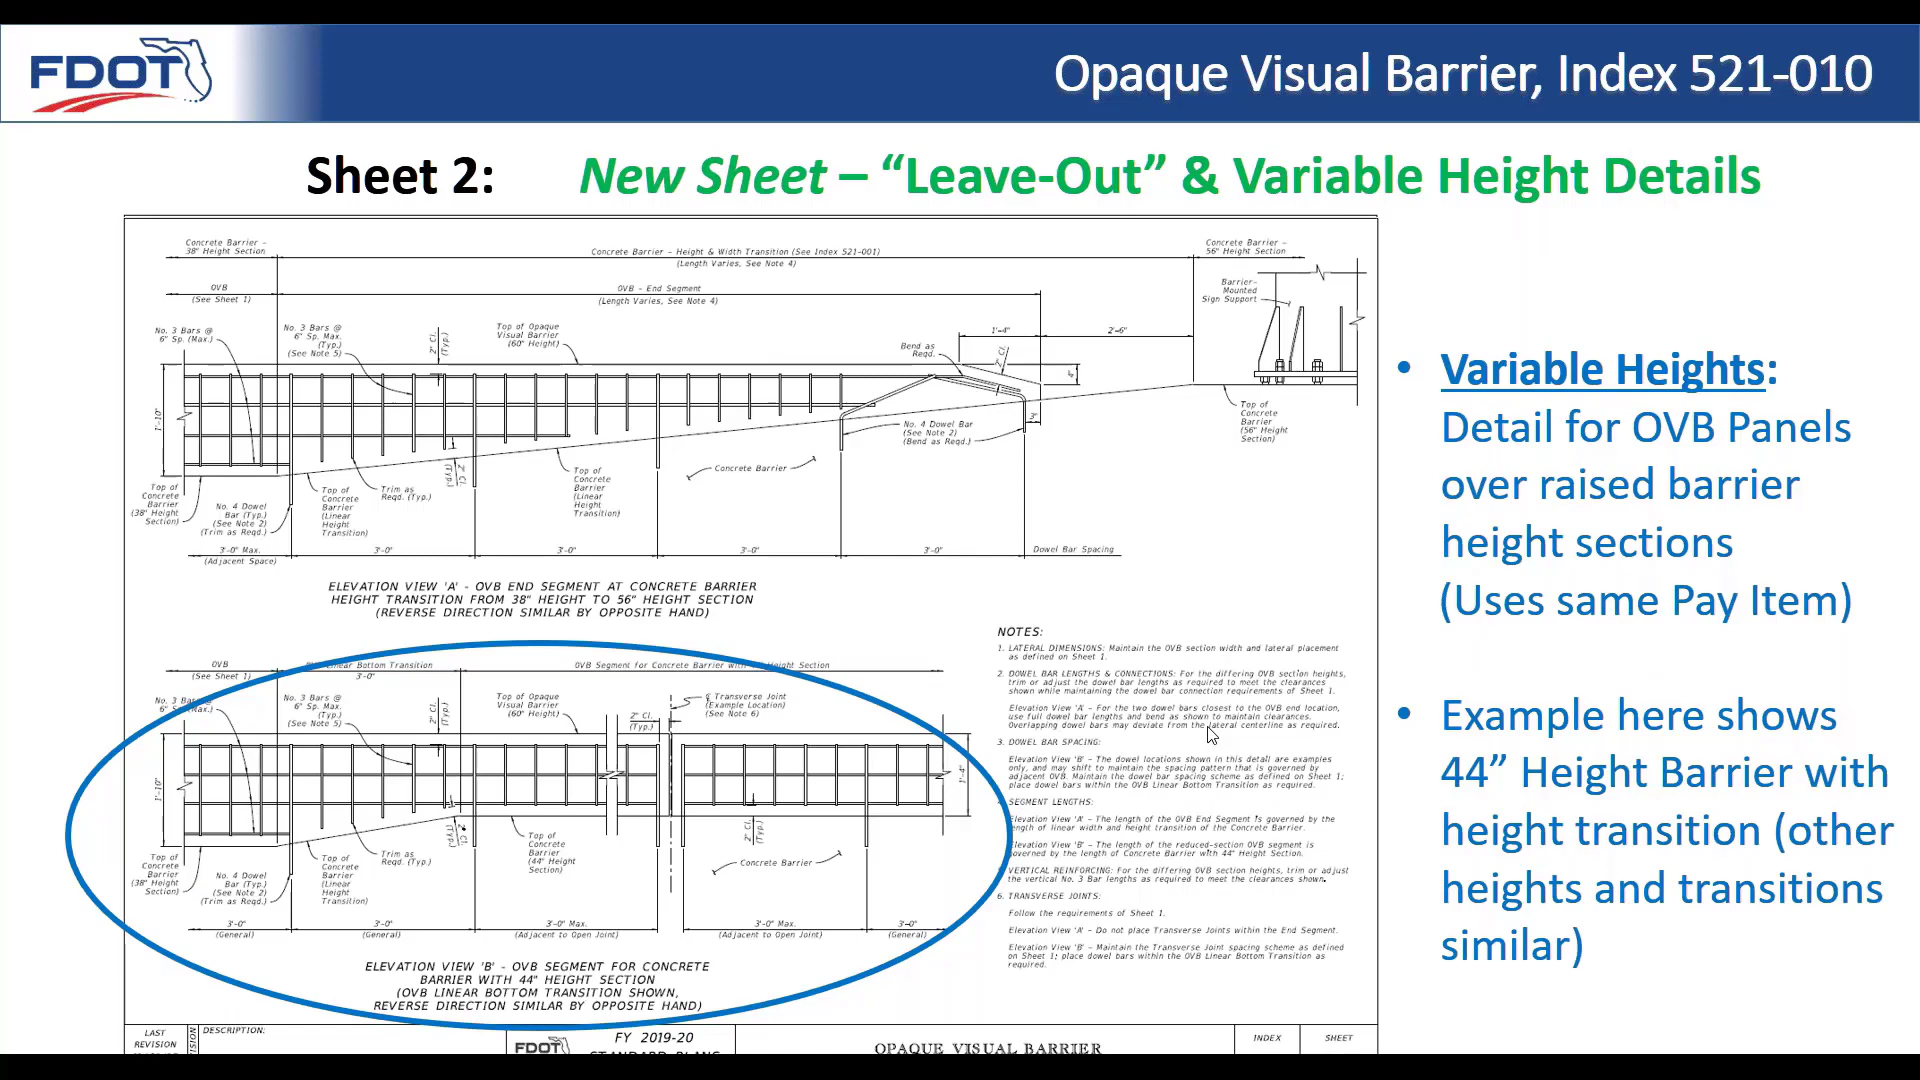 FDOT
Opaque Visual Barrier, Index 521-010
Sheet 2: New Sheet – “Leave-Out” & Variable Height Details
Concrete Barrier –
38" Height Section
Concrete Barrier – Height & Width Transition (See Index 521-001)
(Length Varies, See Note 4)
Concrete Barrier –
56" Height Section
OVB
(See Sheet 1)
OVB – End Segment
(Length Varies, See Note 4)
Barrier-
Mounted
Sign Support
No. 3 Bars @
6" Sp. (Max.)
No. 3 Bars @
6" Sp. Max.
(Typ.)
(See Note 5)
2" Cl.
(Typ.)
Top of Opaque
Visual Barrier
(60" Height)
Bend as
Reqd.
1'-4"
2" Cl.
2'-6"
1'-10"
3"
No. 4 Dowel Bar
(See Note 2)
(Bend as Reqd.)
Top of
Concrete
Barrier
(56" Height
Section)
Concrete Barrier
2" Cl.
(Typ.)
Top of
Concrete
Barrier
(38" Height
Section)
No. 4 Dowel
Bar (Typ.)
(See Note 2)
(Trim as Reqd.)
Top of
Concrete
Barrier
(Linear
Height
Transition)
Trim as
Reqd. (Typ.)
Top of
Concrete
Barrier
(Linear
Height
Transition)
3'-0" Max.
(Adjacent Space)
3'-0"
3'-0"
3'-0"
3'-0"
Dowel Bar Spacing
ELEVATION VIEW 'A' - OVB END SEGMENT AT CONCRETE BARRIER
HEIGHT TRANSITION FROM 38" HEIGHT TO 56" HEIGHT SECTION
(REVERSE DIRECTION SIMILAR BY OPPOSITE HAND)
OVB
(See Sheet 1)
Linear Bottom Transition
3'-0"
OVB Segment for Concrete Barrier with Height Section
No. 3 Bars
6" Sp. Max.)
No. 3 Bars @
6" Sp. Max.
(Typ.)
(See Note 5)
2" Cl.
(Typ.)
Top of Opaque
Visual Barrier
(60" Height)
2" Cl.
(Typ.)
Transverse Joint
(Example Location)
(See Note 6)
1'-10"
1'-4"
2" Cl.
(Typ.)
2" Cl.
(Typ.)
Top of
Concrete
Barrier
(38" Height
Section)
No. 4 Dowel
Bar (Typ.)
(See Note 2)
(Trim as Reqd.)
Top of
Concrete
Barrier
(Linear
Height
Transition)
Trim as
Reqd. (Typ.)
Top of
Concrete
Barrier
(44" Height
Section)
Concrete Barrier
3'-0"
(General)
3'-0"
(General)
3'-0" Max.
(Adjacent to Open Joint)
3'-0" Max.
(Adjacent to Open Joint)
3'-0"
(General)
ELEVATION VIEW 'B' - OVB SEGMENT FOR CONCRETE
BARRIER WITH 44" HEIGHT SECTION
(OVB LINEAR BOTTOM TRANSITION SHOWN,
REVERSE DIRECTION SIMILAR BY OPPOSITE HAND)
NOTES:
1. LATERAL DIMENSIONS: Maintain the OVB section width and lateral placement
as defined on Sheet 1.
2. DOWEL BAR LENGTHS & CONNECTIONS: For the differing OVB section heights,
trim or adjust the dowel bar lengths as required to meet the clearances
shown while maintaining the dowel bar connection requirements of Sheet 1.
Elevation View 'A' – For the two dowel bars closest to the OVB end location,
use full dowel bar lengths and bend as shown to maintain clearances.
Overlapping dowel bars may deviate from the lateral centerline as required.
3. DOWEL BAR SPACING:
Elevation View 'B' – The dowel locations shown in this detail are examples
only, and may shift to maintain the spacing pattern that is governed by
adjacent OVB. Maintain the dowel bar spacing scheme as defined on Sheet 1;
place dowel bars within the OVB Linear Bottom Transition as required.
SEGMENT LENGTHS:
Elevation View 'A' – The length of the OVB End Segment is governed by the
length of linear width and height transition of the Concrete Barrier.
Elevation View 'B' – The length of the reduced-section OVB segment is
governed by the length of Concrete Barrier with 44" Height Section.
VERTICAL REINFORCING: For the differing OVB section heights, trim or adjust
the vertical No. 3 Bar lengths as required to meet the clearances shown.
6. TRANSVERSE JOINTS:
Follow the requirements of Sheet 1.
Elevation View 'A' – Do not place Transverse Joints within the End Segment.
Elevation View 'B' – Maintain the Transverse Joint spacing scheme as defined
on Sheet 1; place dowel bars within the OVB Linear Bottom Transition as
required.
• Variable Heights:
Detail for OVB Panels
over raised barrier
height sections
(Uses same Pay Item)
• Example here shows
44” Height Barrier with
height transition (other
heights and transitions
similar)
LAST
REVISION
DESCRIPTION:
FDOT
FY 2019-20
STANDARD PLANS
OPAQUE VISUAL BARRIER
INDEX
SHEET